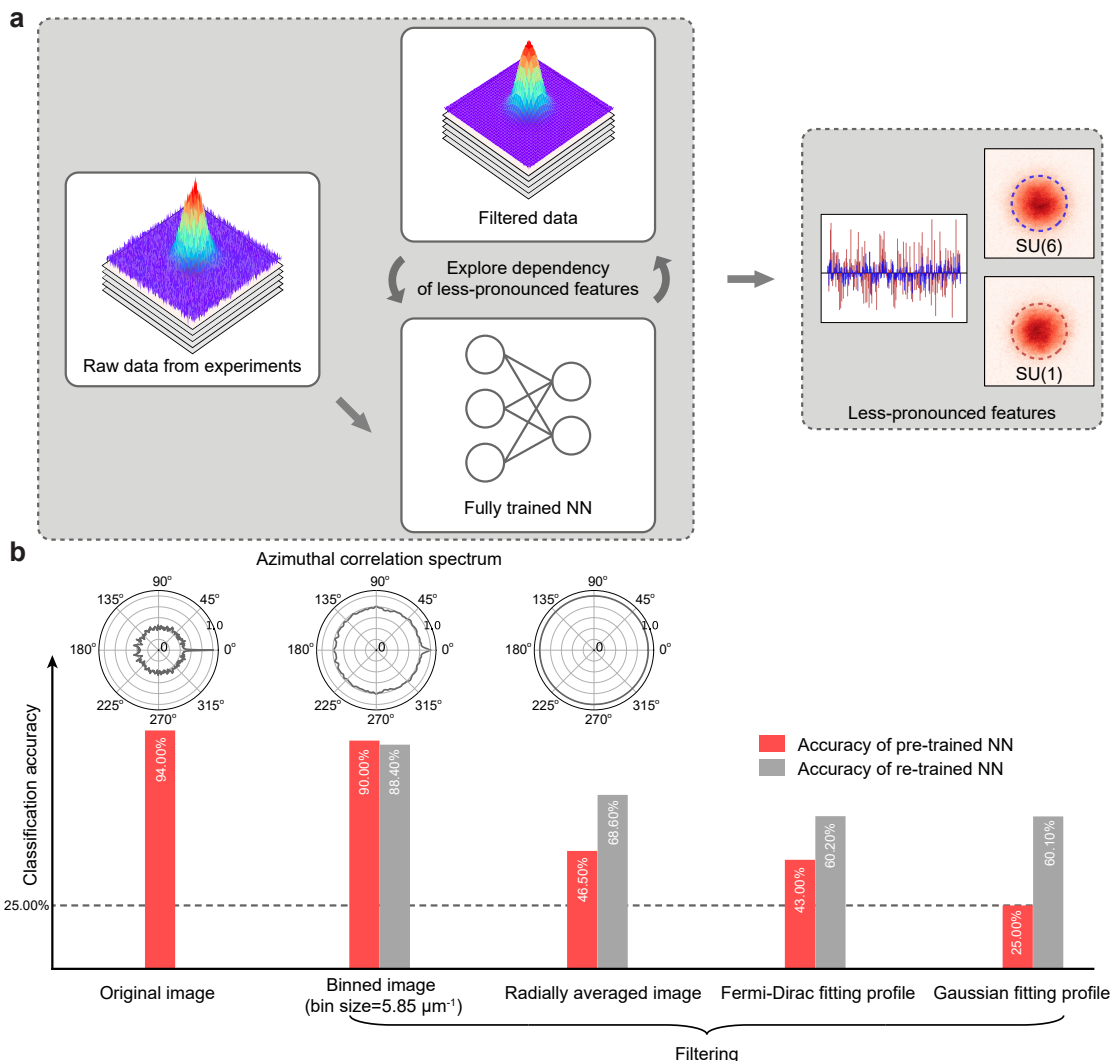 a
Filtered data
Raw data from experiments
Explore dependency
of less-pronounced features
Fully trained NN
SU(6)
SU(1)
Less-pronounced features
b
Azimuthal correlation spectrum
90°
135°
45°
1.0
180°
0
0°
225°
315°
270°
90°
135°
45°
1.0
180°
0
0°
225°
315°
270°
90°
135°
45°
1.0
180°
0
0°
225°
315°
270°
Classification accuracy
25.00%
Accuracy of pre-trained NN
Accuracy of re-trained NN
94.00%
90.00%
88.40%
46.50%
68.60%
43.00%
60.20%
25.00%
60.10%
Original image
Binned image
(bin size=5.85 μm⁻¹)
Radially averaged image
Fermi-Dirac fitting profile
Gaussian fitting profile
Filtering